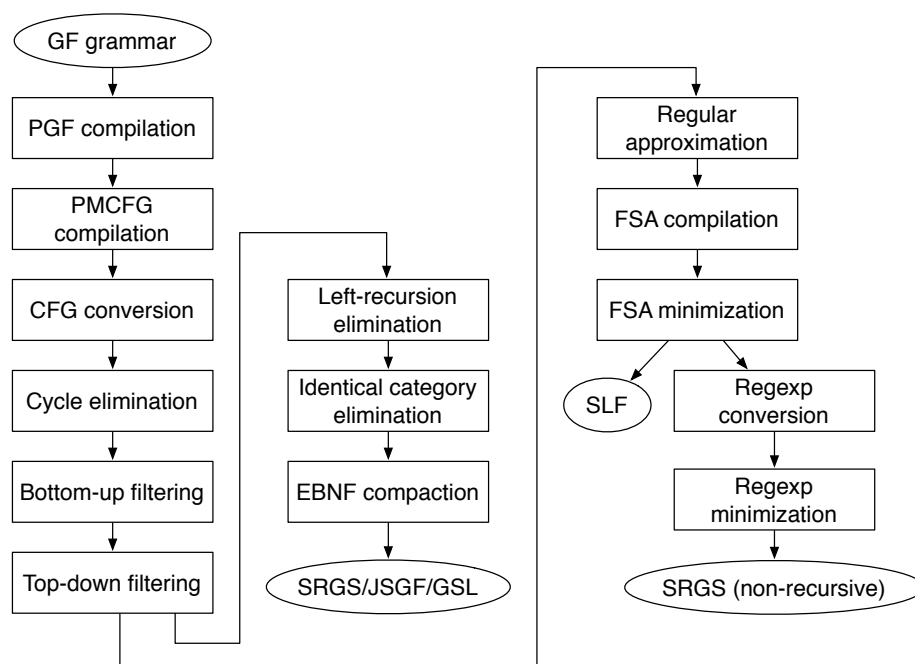 GF grammar
PGF compilation
PMCFG
compilation
CFG conversion
Cycle elimination
Bottom-up filtering
Top-down filtering
Left-recursion
elimination
Identical category
elimination
EBNF compaction
SRGS/JSGF/GSL
Regular
approximation
FSA compilation
FSA minimization
SLF
Regexp
conversion
Regexp
minimization
SRGS (non-recursive)